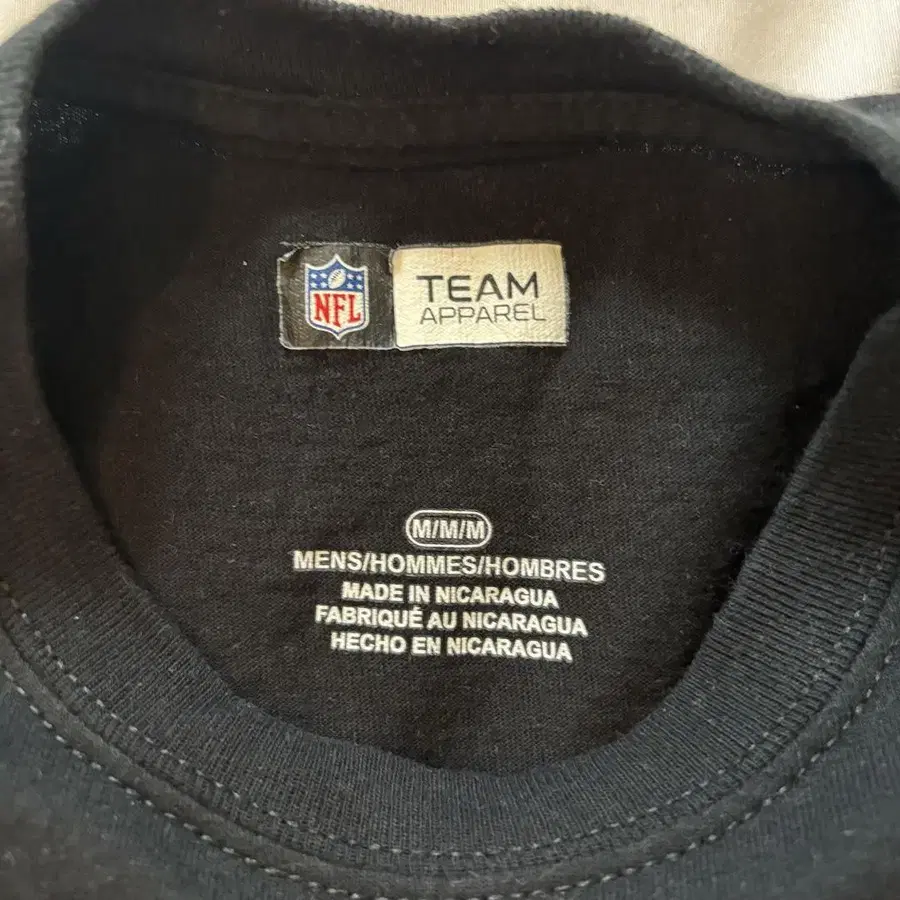 NFL
TEAM
APPAREL
M/M/M
MENS/HOMMES/HOMBRES
MADE IN NICARAGUA
FABRIQUÉ AU NICARAGUA
HECHO EN NICARAGUA